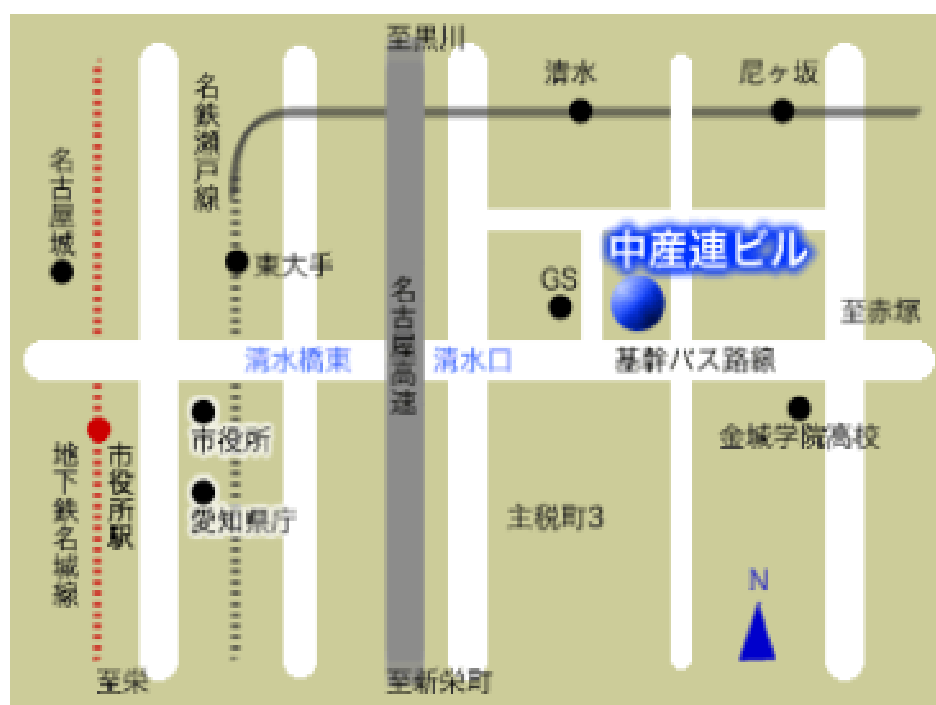 至黒川
清水
尼ヶ坂
名鉄瀬戸線
名古屋城
中産連ビル
東大手
GS
名古屋高速
至赤塚
清水橋東
清水口
基幹バス路線
市役所
金城学院高校
地下鉄名城線
市役所駅
愛知県庁
主税町3
N
至栄
至新栄町